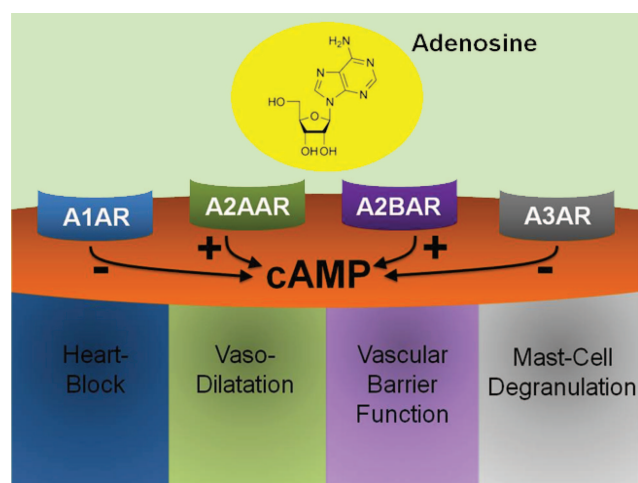 Adenosine
NH₂
H₂N
N
N
N
N
HO
O
OH OH
A1AR
A2AAR
A2BAR
A3AR
-
+
+
-
cAMP
Heart-
Block
Vaso-
Dilatation
Vascular
Barrier
Function
Mast-Cell
Degranulation